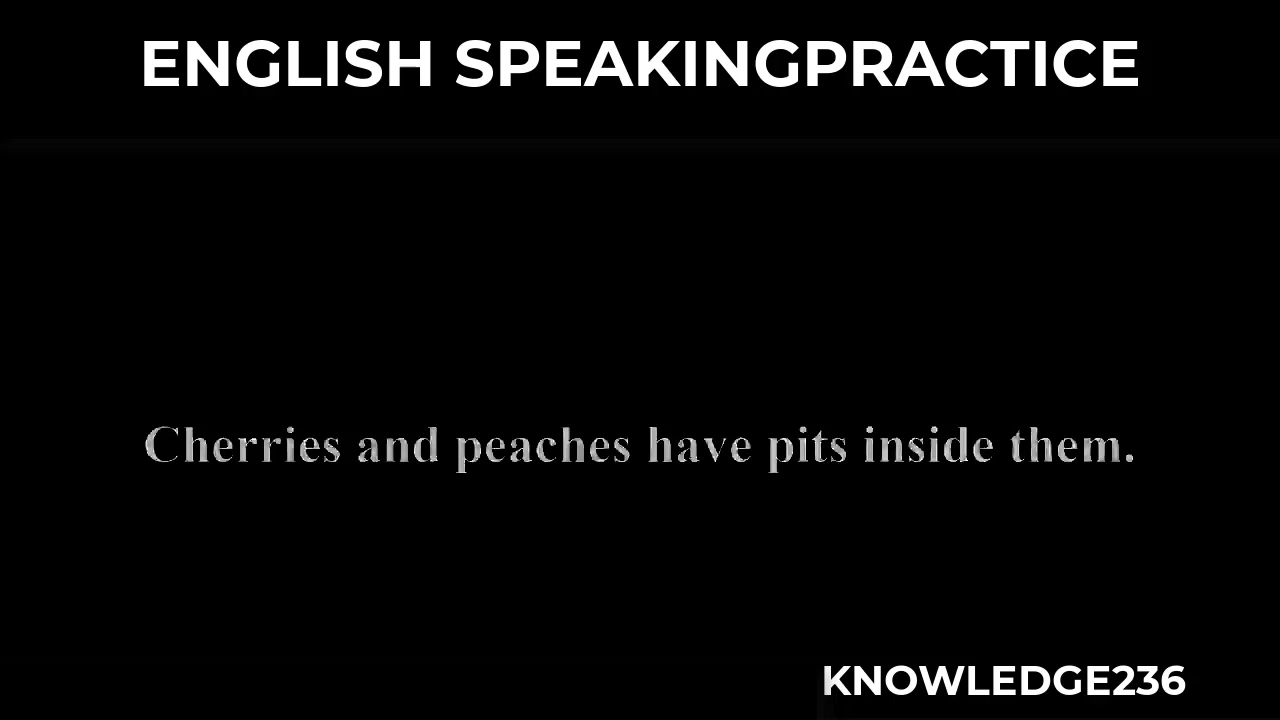 ENGLISH SPEAKINGPRACTICE
Cherries and peaches have pits inside them.
KNOWLEDGE236